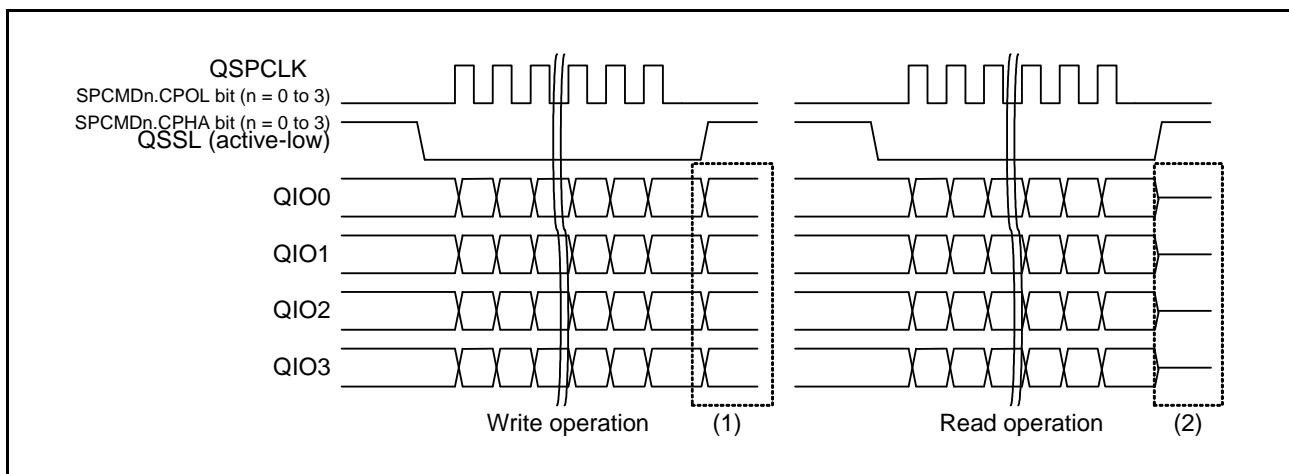 QSPCLK
SPCMDn.CPOL bit (n = 0 to 3)
SPCMDn.CPHA bit (n = 0 to 3)
QSSL (active-low)
QIO0
QIO1
QIO2
QIO3
Write operation (1) Read operation (2)